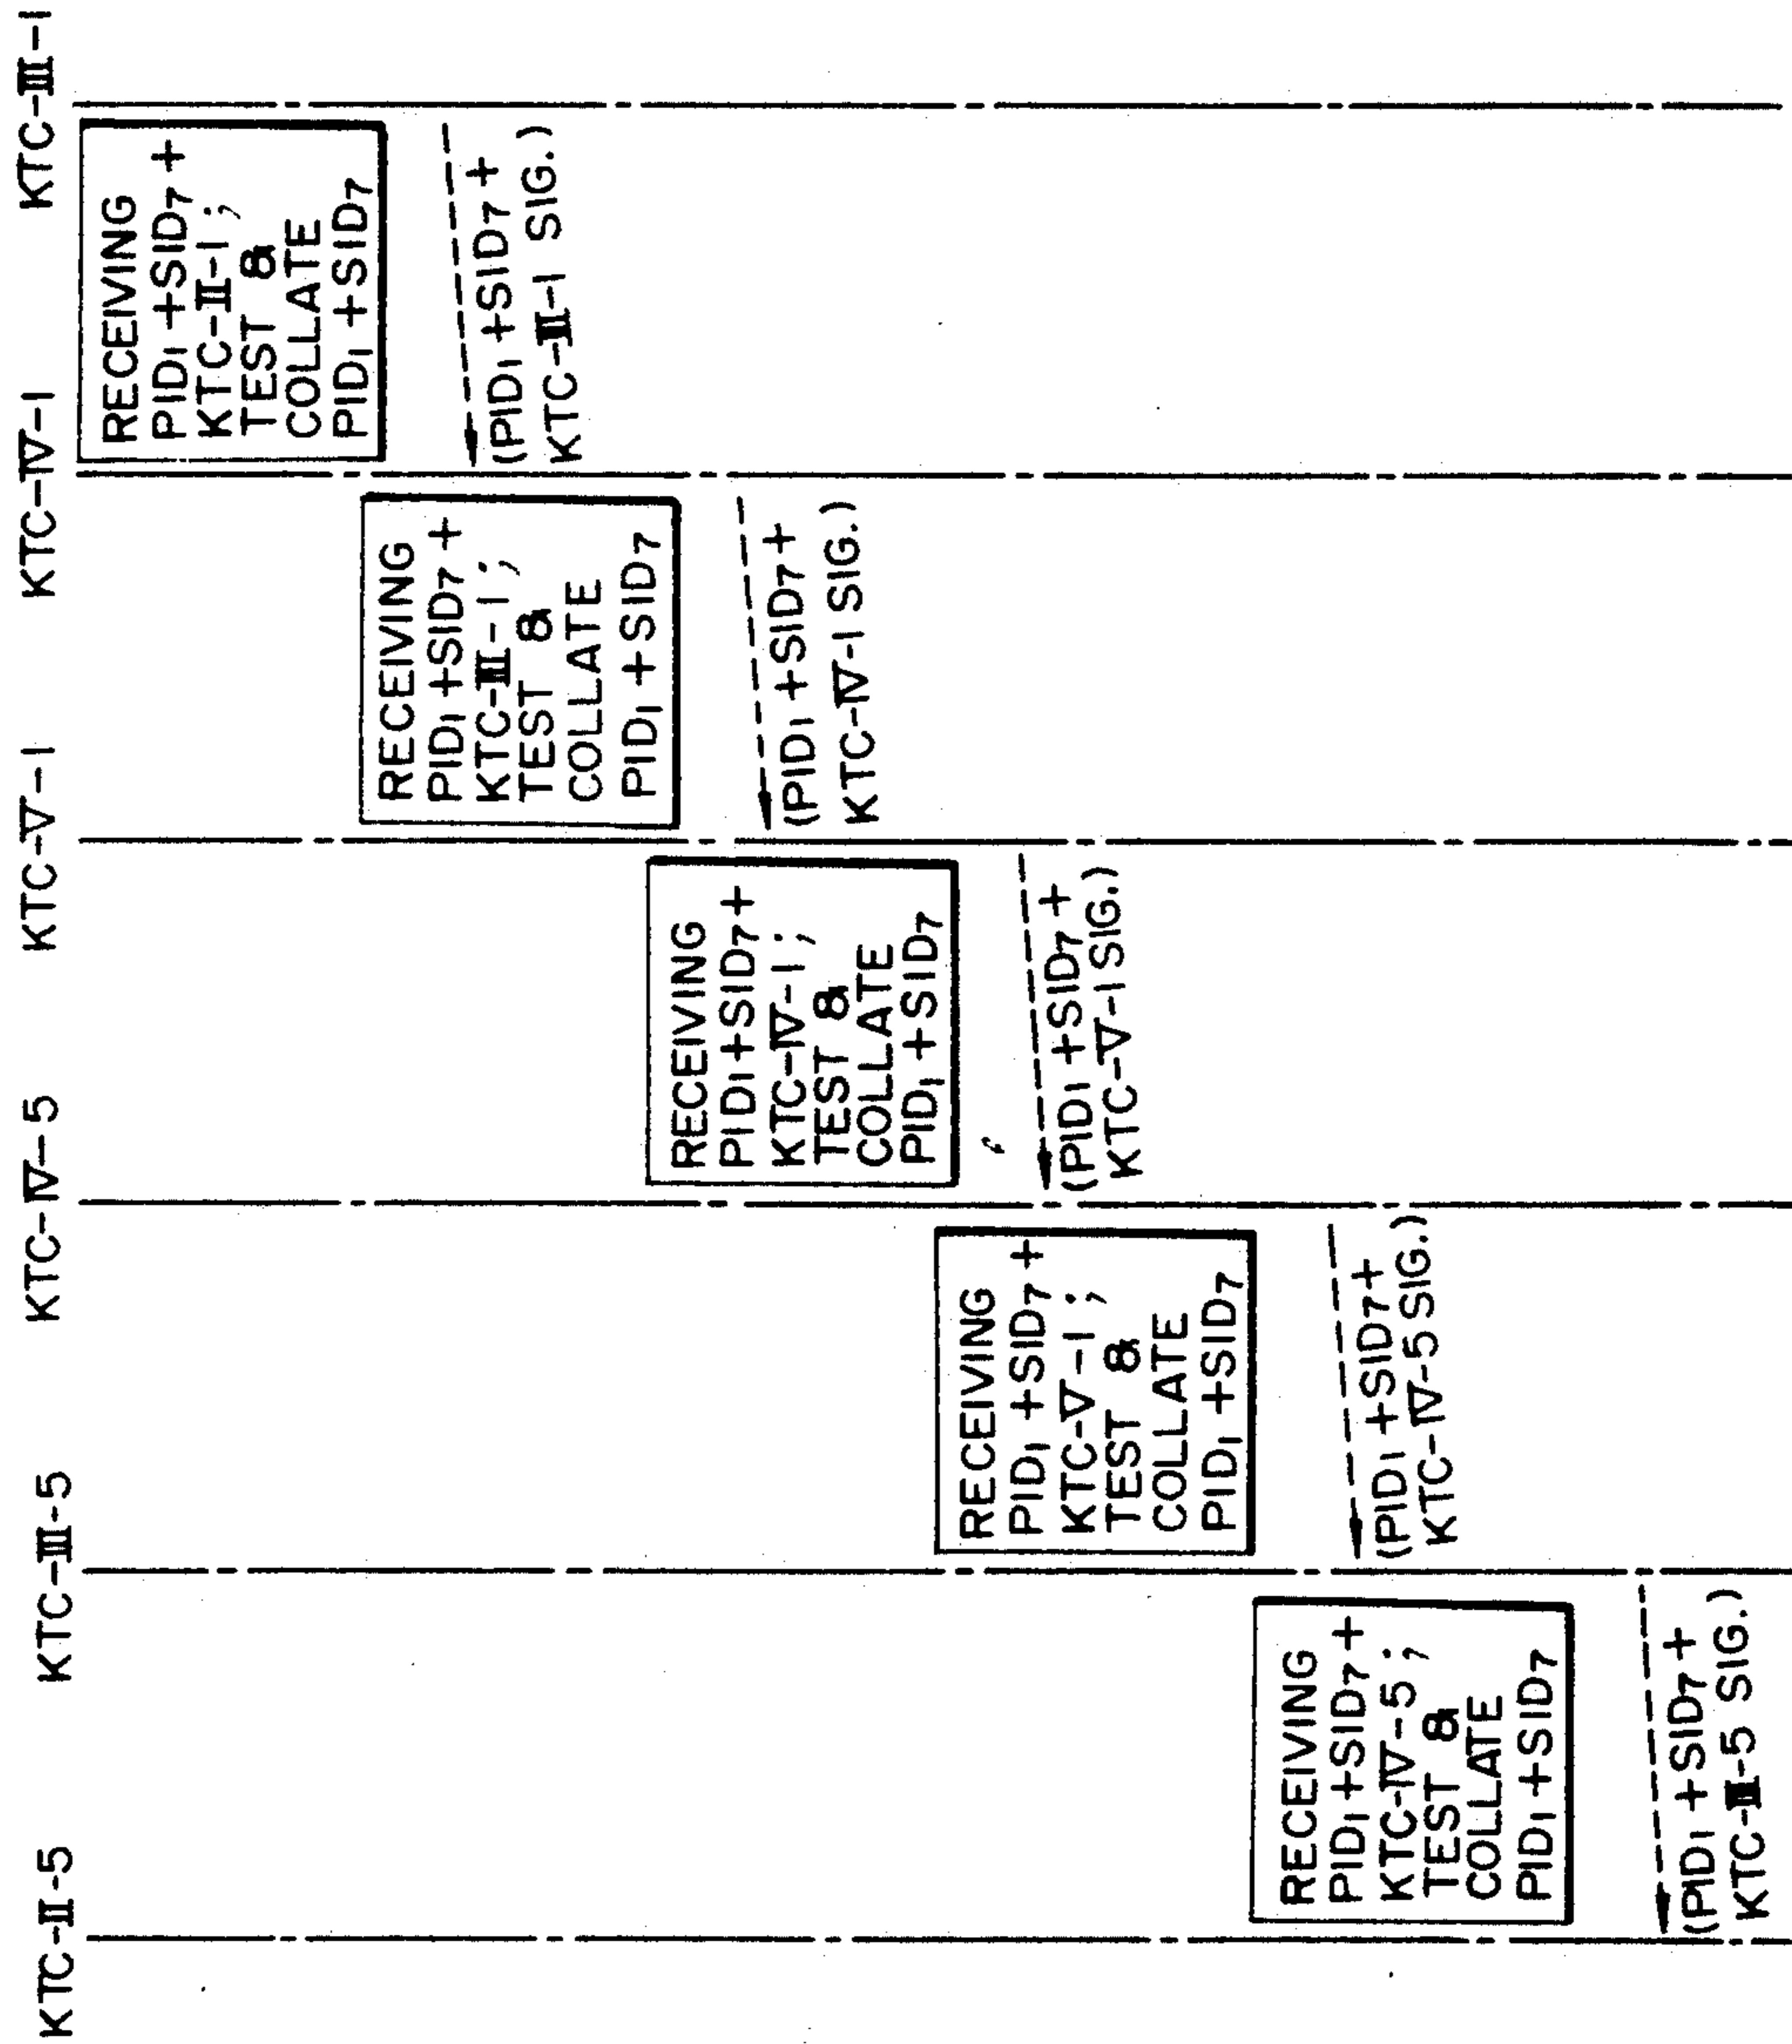 KTC-II-5 KTC-III-5 KTC-IV-5 KTC-V-1 KTC-IV-1 KTC-III-1
RECEIVING
PID₁+SID₇+
KTC-II-1;
TEST &
COLLATE
PID₁+SID₇
(PID₁+SID₇+
KTC-III-1 SIG.)
RECEIVING
PID₁+SID₇+
KTC-III-1;
TEST &
COLLATE
PID₁+SID₇
(PID₁+SID₇+
KTC-IV-1 SIG.)
RECEIVING
PID₁+SID₇+
KTC-IV-1;
TEST &
COLLATE
PID₁+SID₇
(PID₁+SID₇+
KTC-V-1 SIG.)
RECEIVING
PID₁+SID₇+
KTC-V-1;
TEST &
COLLATE
PID₁+SID₇
(PID₁+SID₇+
KTC-IV-5 SIG.)
RECEIVING
PID₁+SID₇+
KTC-IV-5;
TEST &
COLLATE
PID₁+SID₇
(PID₁+SID₇+
KTC-III-5 SIG.)